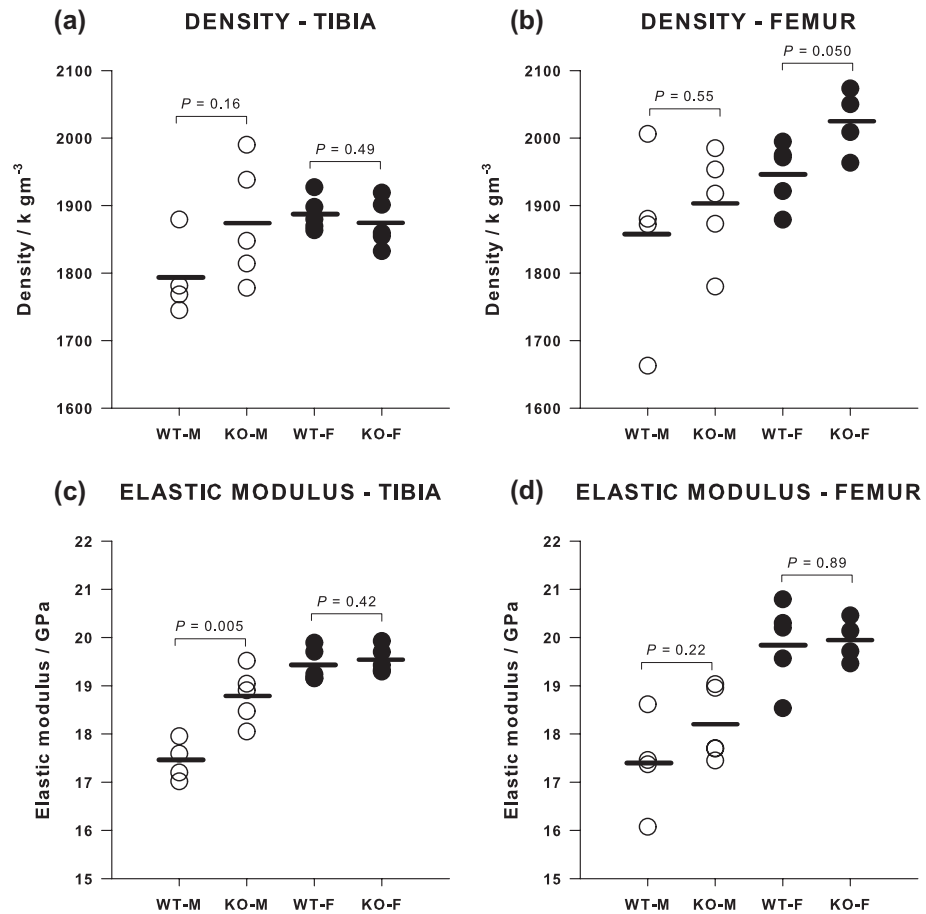 (a) DENSITY - TIBIA
Density / k gm⁻³
2100
2000
1900
1800
1700
1600
P = 0.16
P = 0.49
WT-M KO-M WT-F KO-F
(b) DENSITY - FEMUR
Density / k gm⁻³
2100
2000
1900
1800
1700
1600
P = 0.55
P = 0.050
WT-M KO-M WT-F KO-F
(c) ELASTIC MODULUS - TIBIA
Elastic modulus / GPa
22
21
20
19
18
17
16
15
P = 0.005
P = 0.42
WT-M KO-M WT-F KO-F
(d) ELASTIC MODULUS - FEMUR
Elastic modulus / GPa
22
21
20
19
18
17
16
15
P = 0.22
P = 0.89
WT-M KO-M WT-F KO-F